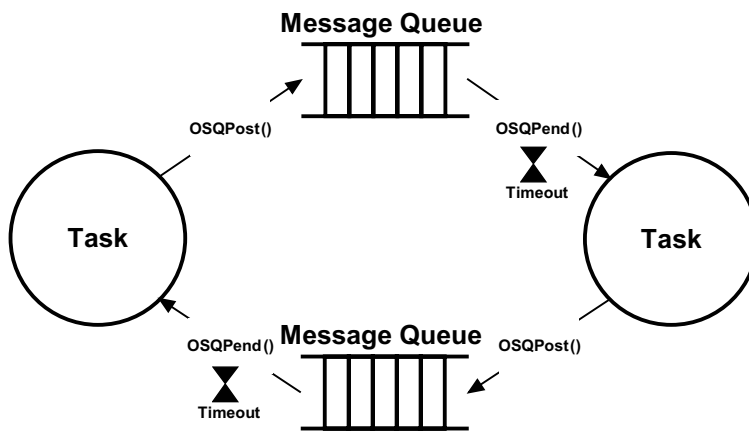 Message Queue
OSQPost()
OSQPend()
Timeout
Task
Task
Message Queue
OSQPend()
OSQPost()
Timeout